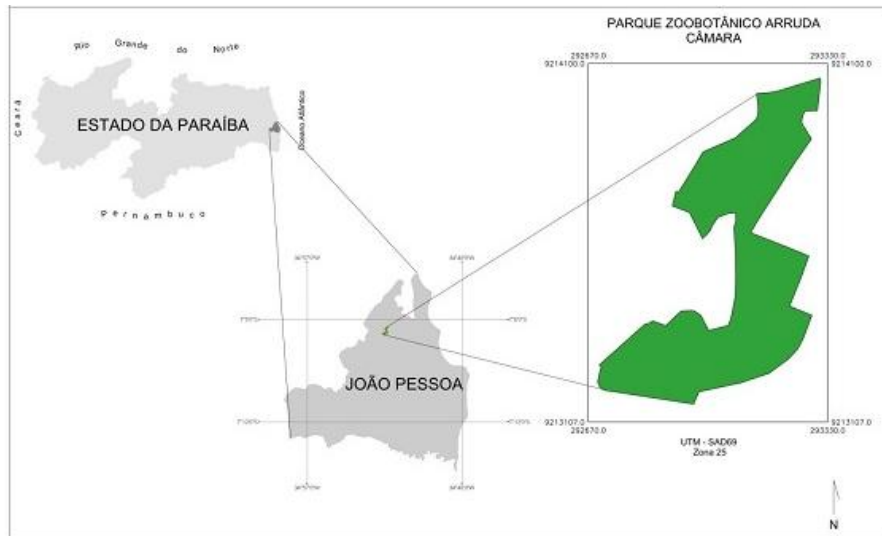 PARQUE ZOOBOTÂNICO ARRUDA
CÂMARA
Rio Grande do Norte
Ceará
ESTADO DA PARAÍBA
Oceano Atlântico
Pernambuco
292670.0
293330.0
9214100.0
9214100.0
JOÃO PESSOA
9213107.0
9213107.0
292670.0
293330.0
UTM - SAD69
Zone 25
N